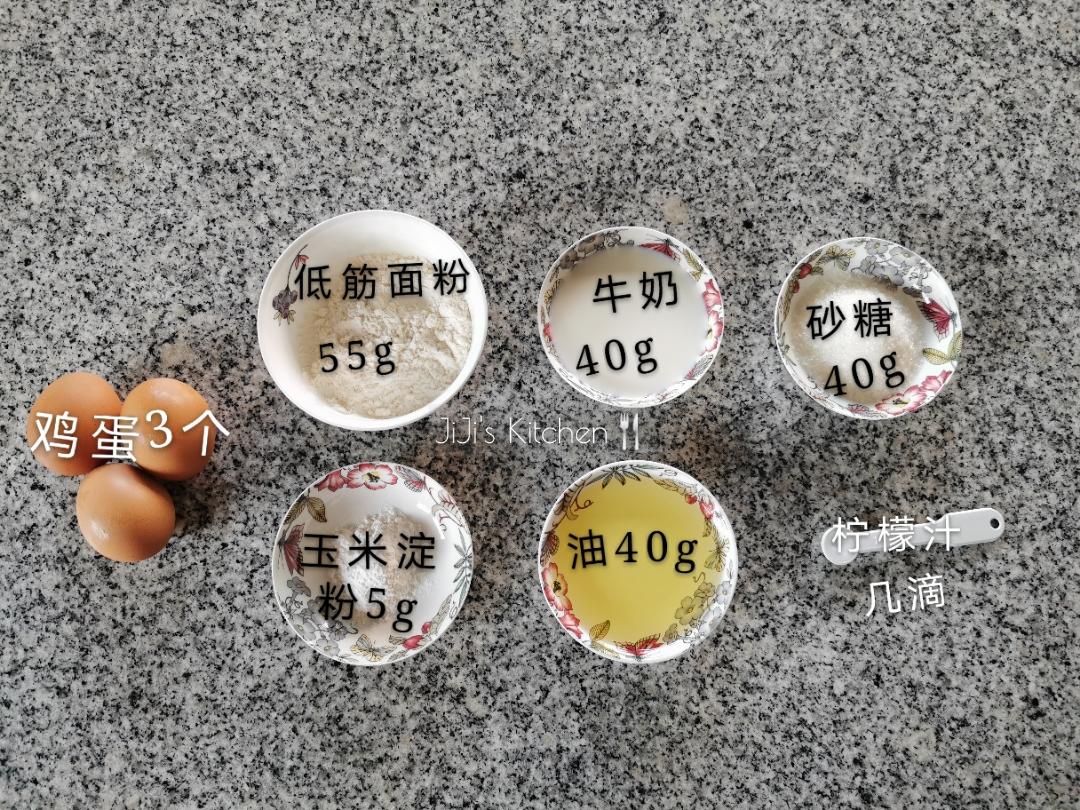 低筋面粉
55g
牛奶
40g
砂糖
40g
鸡蛋3个
JiJi's Kitchen
玉米淀
粉5g
油40g
柠檬汁
几滴